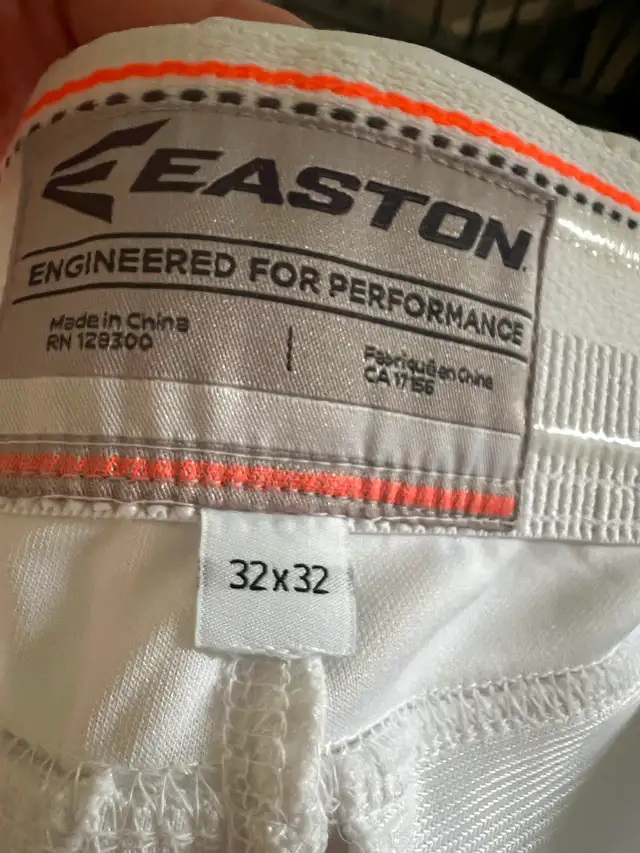 EASTON
ENGINEERED FOR PERFORMANCE
Made in China
RN 128300
Fabriqué en Chine
CA 17156
32x32